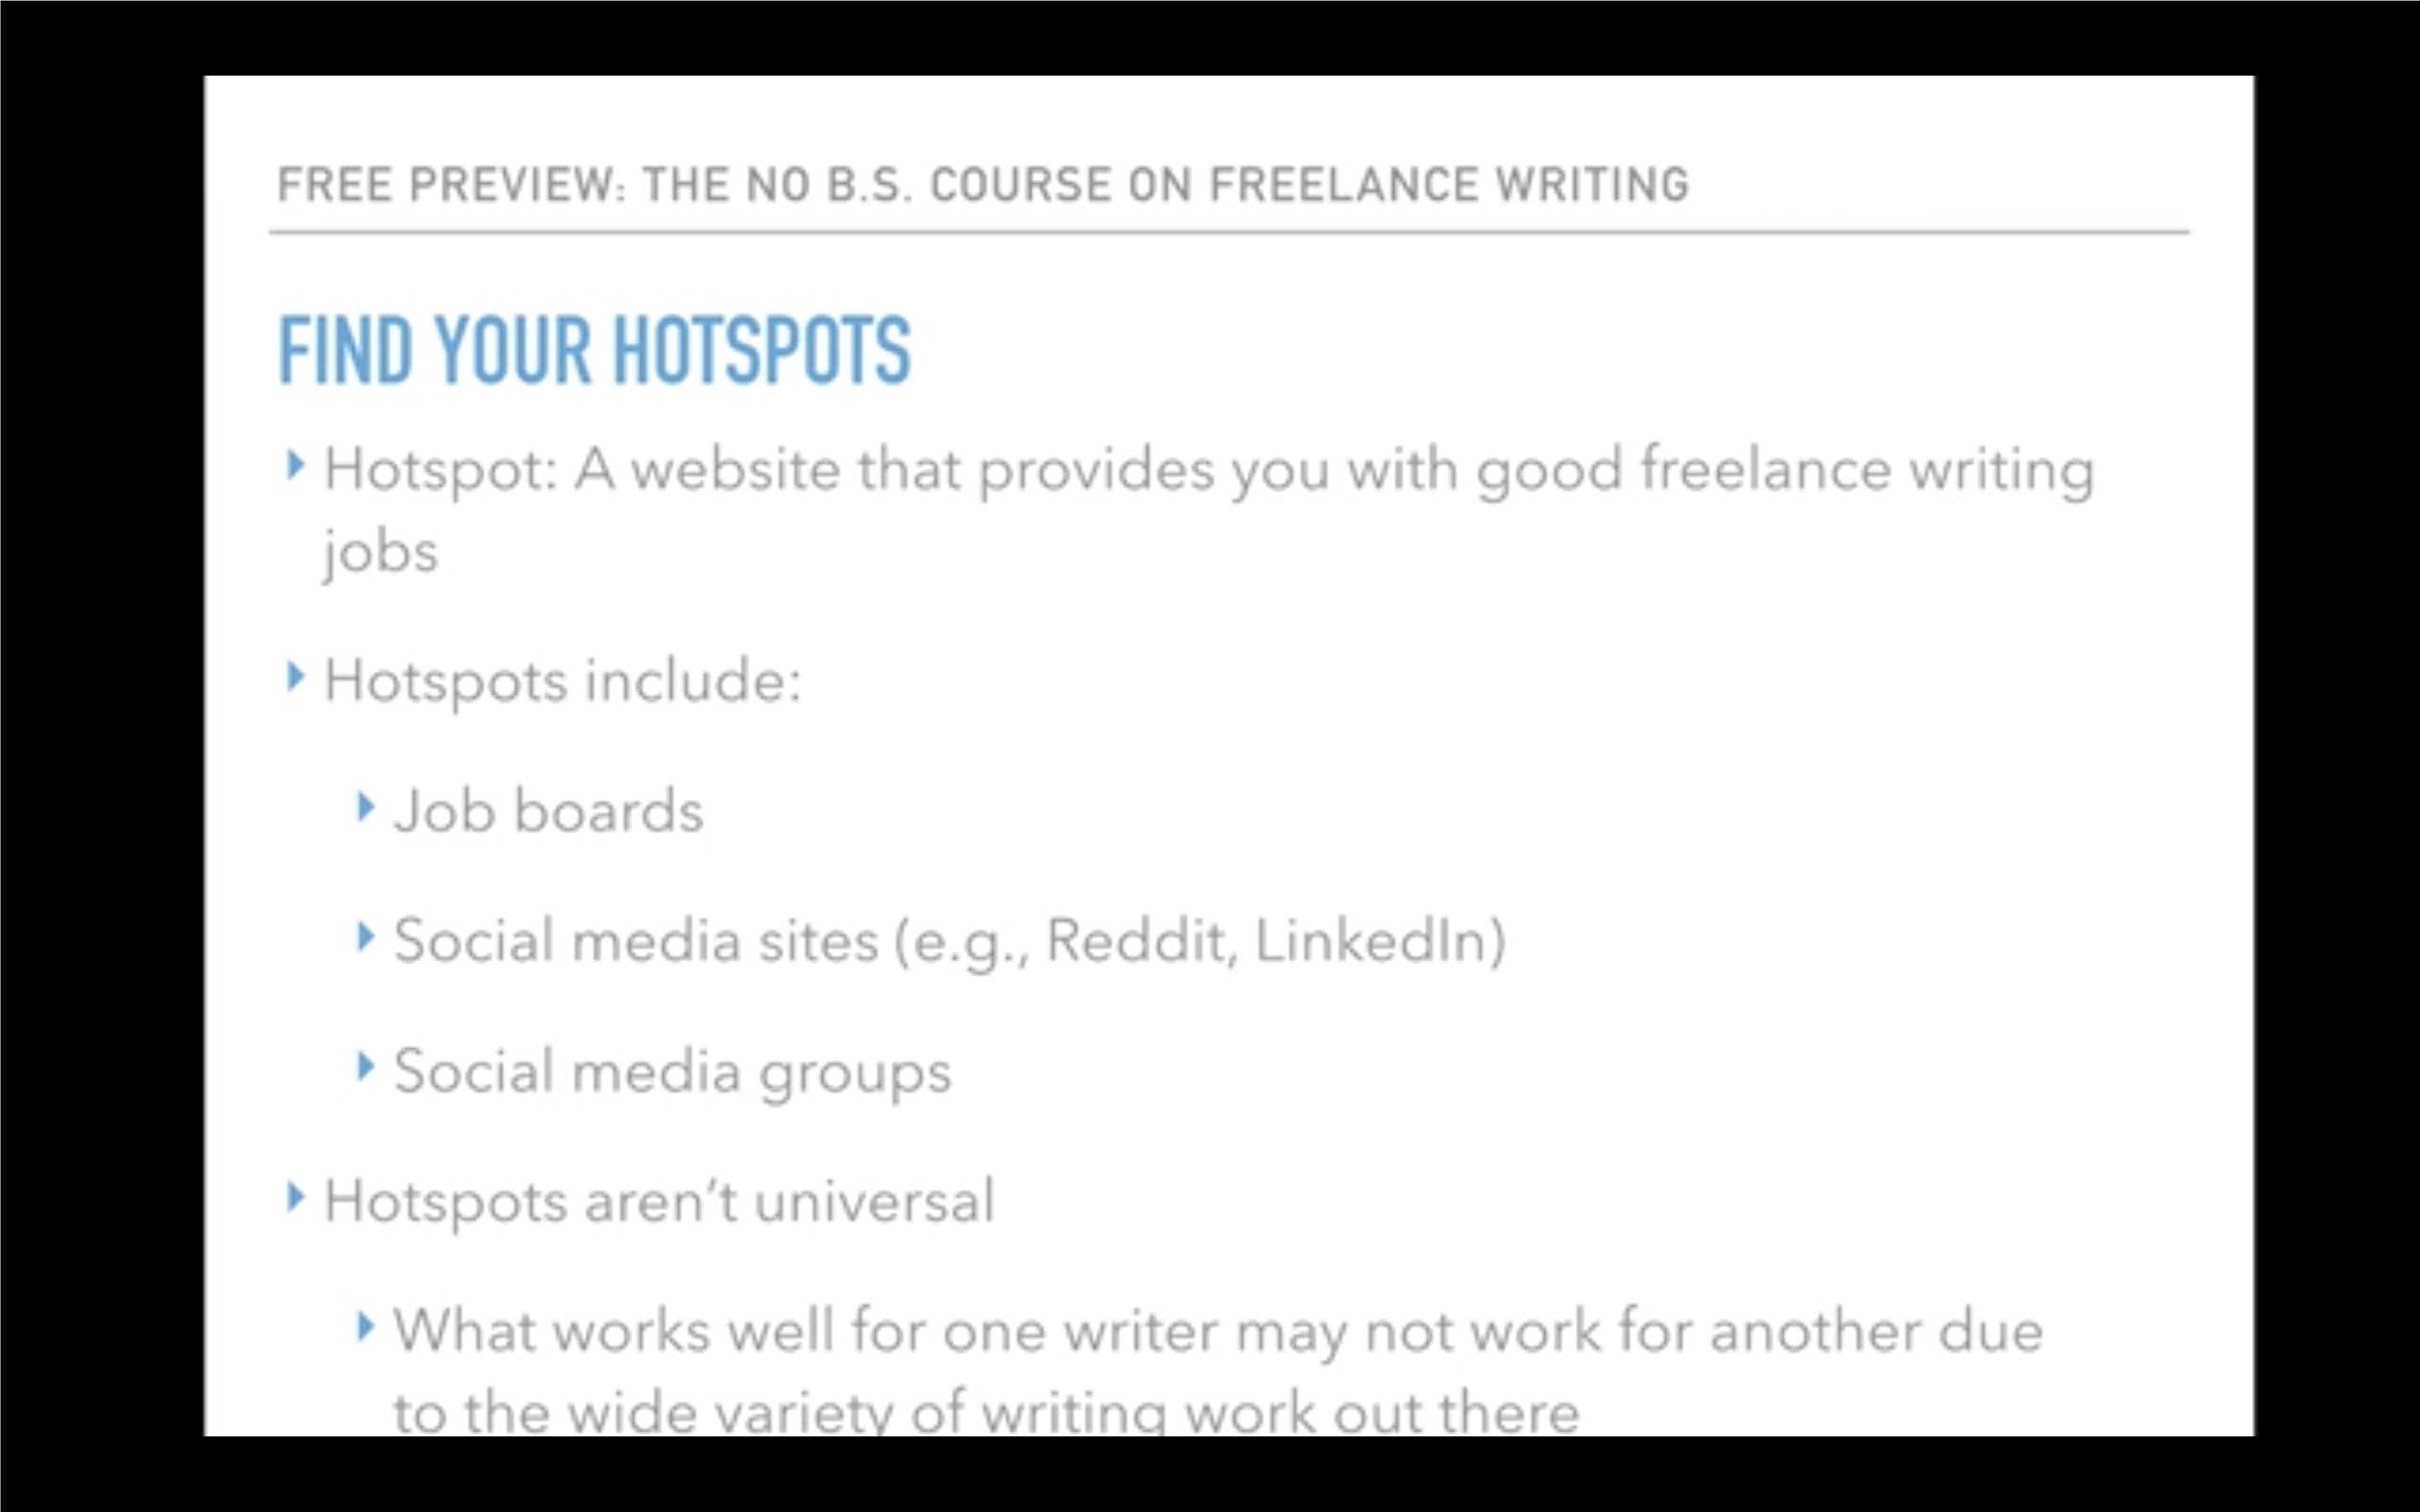 FREE PREVIEW: THE NO B.S. COURSE ON FREELANCE WRITING
FIND YOUR HOTSPOTS
Hotspot: A website that provides you with good freelance writing
jobs
Hotspots include:
Job boards
Social media sites (e.g., Reddit, LinkedIn)
Social media groups
Hotspots aren't universal
What works well for one writer may not work for another due
to the wide variety of writing work out there